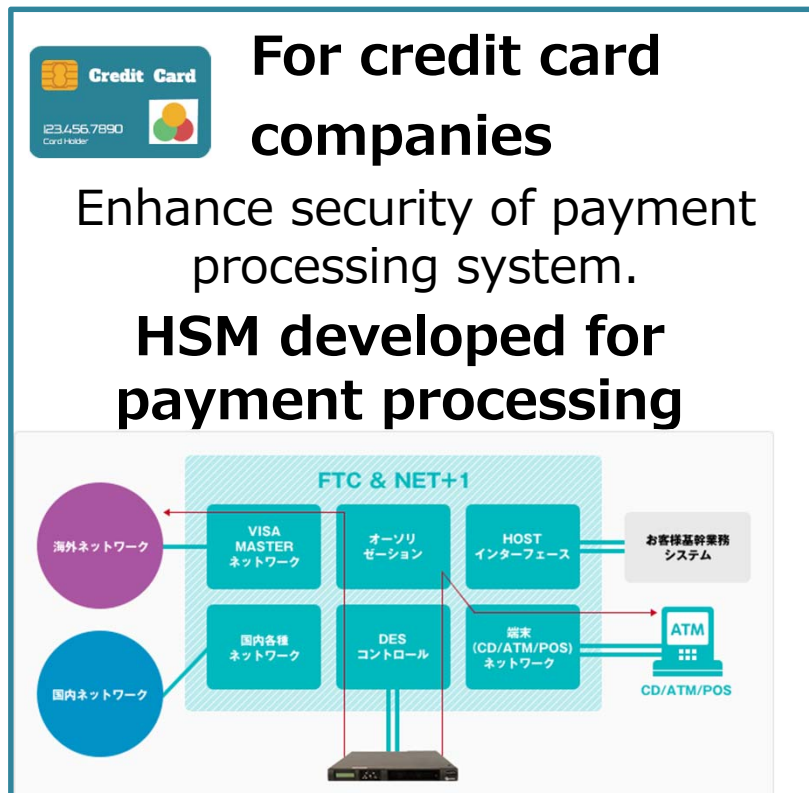 Credit Card
123.456.7890
Card Holder
For credit card
companies
Enhance security of payment
processing system.
HSM developed for
payment processing
FTC & NET+1
海外ネットワーク
VISA
MASTER
ネットワーク
オーソリ
ゼーション
HOST
インターフェース
お客様基幹業務
システム
国内ネットワーク
国内各種
ネットワーク
DES
コントロール
端末
(CD/ATM/POS)
ネットワーク
ATM
CD/ATM/POS